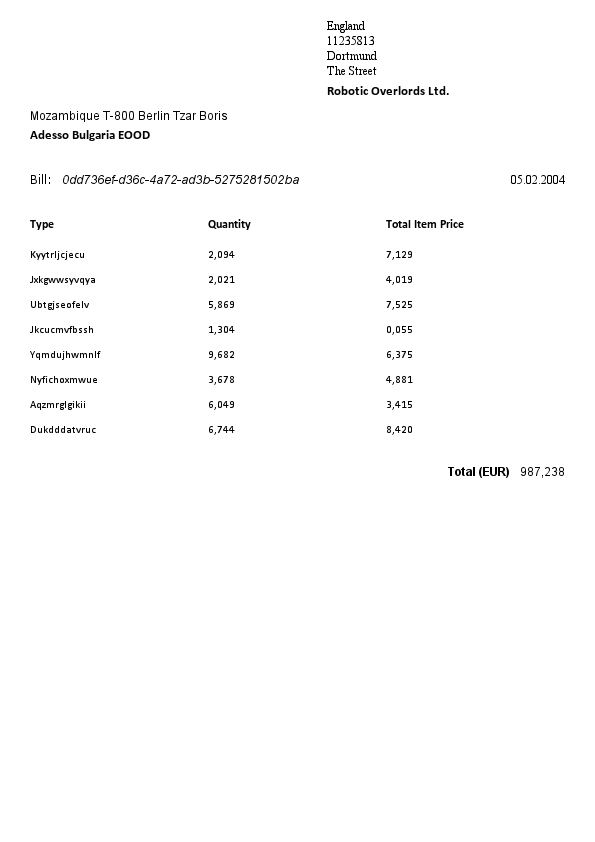 England
11235813
Dortmund
The Street
Robotic Overlords Ltd.
Mozambique T-800 Berlin Tzar Boris
Adesso Bulgaria EOOD
Bill: 0dd736ef-d36c-4a72-ad3b-5275281502ba 05.02.2004
Type Quantity Total Item Price
Kyytrljcjecu 2,094 7,129
Jxkgwwsyvqya 2,021 4,019
Ubtgjseofelv 5,869 7,525
Jkcucmvfbssh 1,304 0,055
Yqmdujhwmnlf 9,682 6,375
Nyfichoxmwue 3,678 4,881
Aqzmrglgikii 6,049 3,415
Dukdddatvruc 6,744 8,420
Total (EUR) 987,238